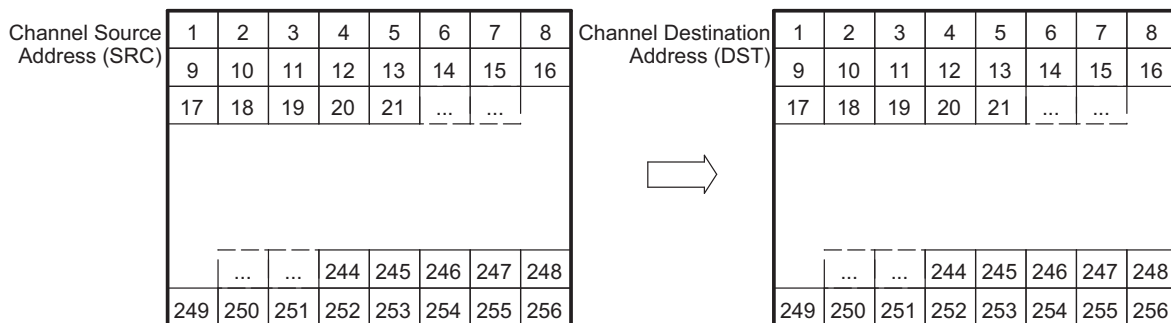 Channel Source Address (SRC)
1 2 3 4 5 6 7 8
9 10 11 12 13 14 15 16
17 18 19 20 21 ... ...
... ... 244 245 246 247 248
249 250 251 252 253 254 255 256
Channel Destination Address (DST)
1 2 3 4 5 6 7 8
9 10 11 12 13 14 15 16
17 18 19 20 21 ... ...
... ... 244 245 246 247 248
249 250 251 252 253 254 255 256